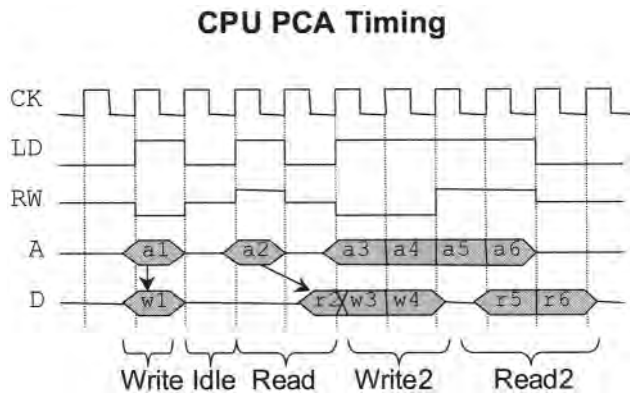 CPU PCA Timing
CK
LD
RW
A a1 a2 a3 a4 a5 a6
D w1 r2 w3 w4 r5 r6
Write Idle Read Write2 Read2